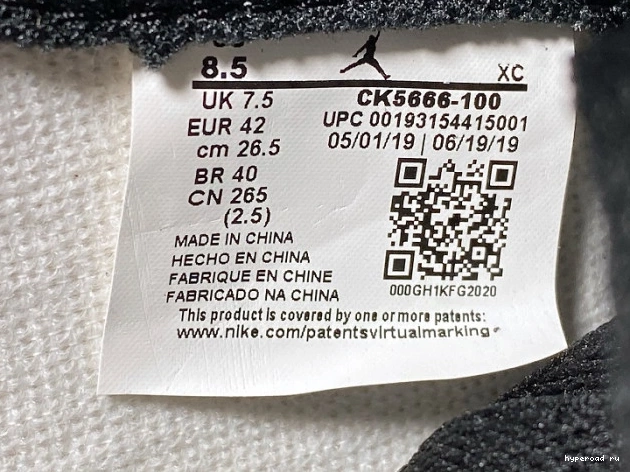 8.5
XC
UK 7.5
CK5666-100
EUR 42
UPC 00193154415001
cm 26.5
05/01/19 | 06/19/19
BR 40
CN 265
(2.5)
MADE IN CHINA
HECHO EN CHINA
FABRIQUE EN CHINE
FABRICADO NA CHINA
000GH1KFG2020
This product is covered by one or more patents:
www.nike.com/patentsvirtualmarking
hyperoad ru